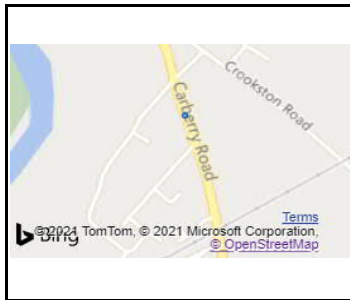 Crookston Road
Carberry Road
Terms
Bing
©2021 TomTom, © 2021 Microsoft Corporation,
© OpenStreetMap